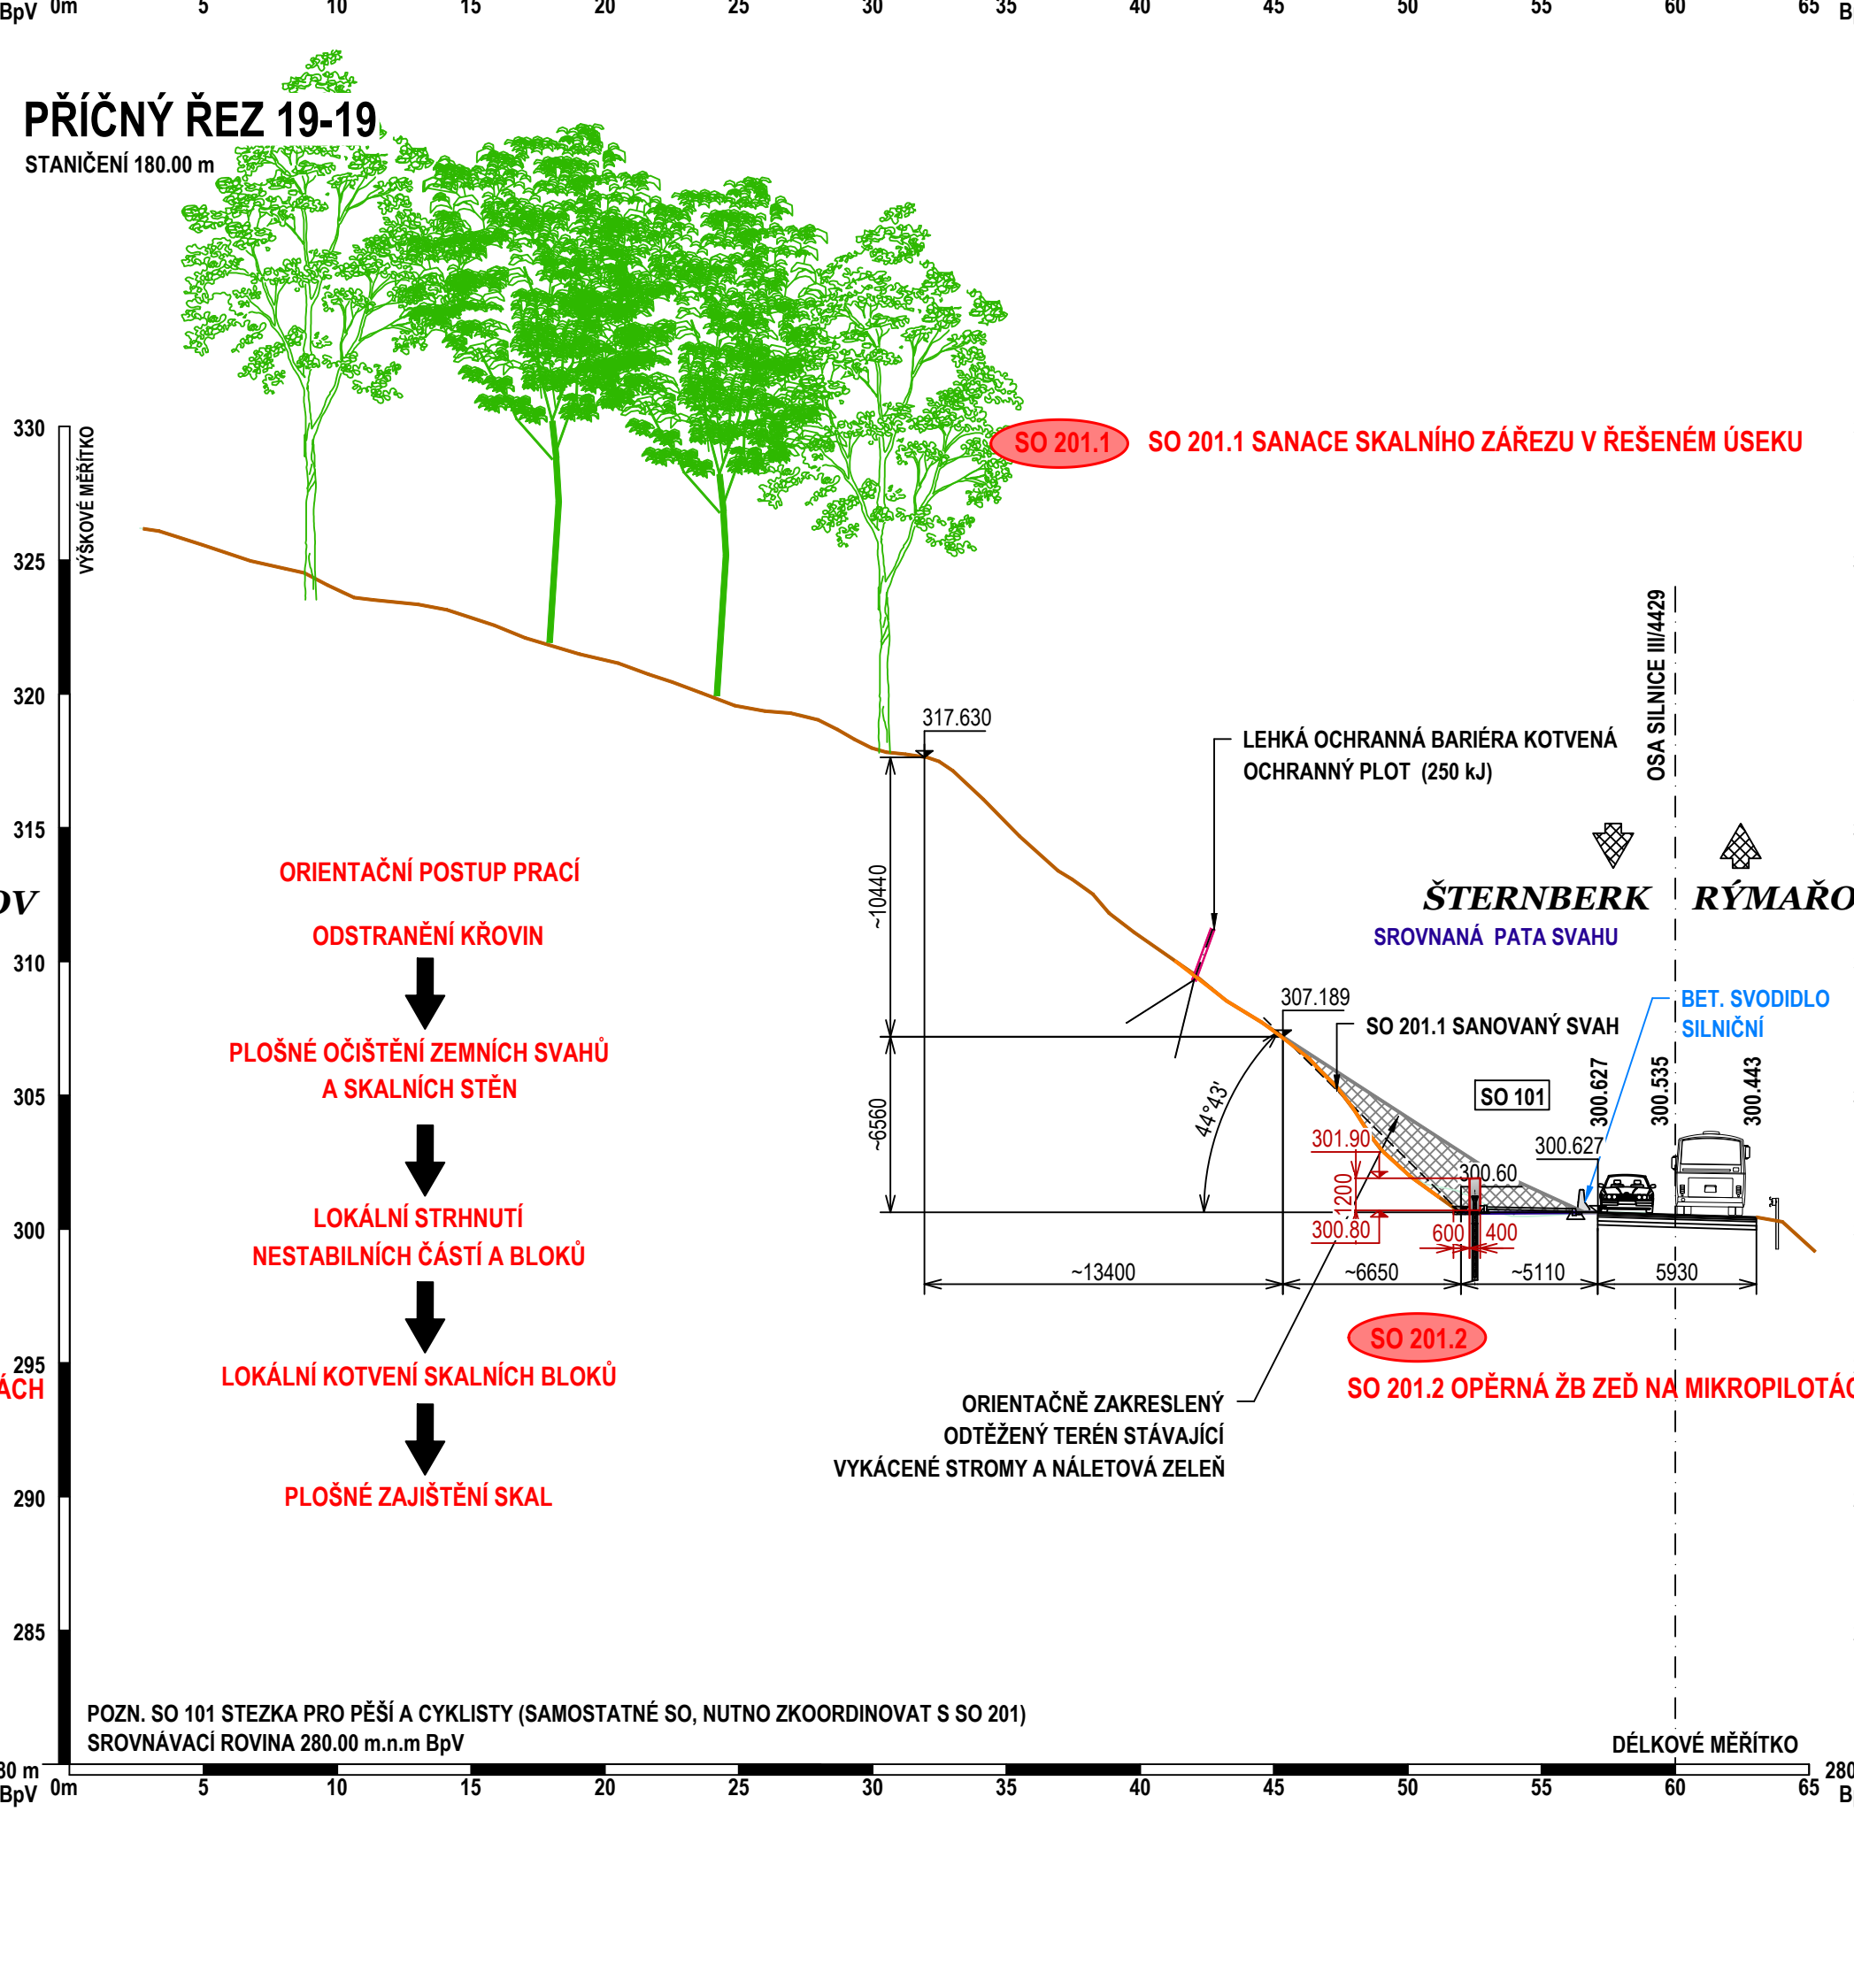 BpV 0m 5 10 15 20 25 30 35 40 45 50 55 60 65
PŘÍČNÝ ŘEZ 19-19
STANIČENÍ 180.00 m
330
VÝŠKOVÉ MĚŘÍTKO
325
320
315
310
305
300
295
290
285
SO 201.1
SO 201.1 SANACE SKALNÍHO ZÁŘEZU V ŘEŠENÉM ÚSEKU
OSA SILNICE III/4429
317.630
LEHKÁ OCHRANNÁ BARIÉRA KOTVENÁ
OCHRANNÝ PLOT (250 kJ)
ŠTERNBERK
RÝMAŘO
OV
SROVNANÁ PATA SVAHU
ORIENTAČNÍ POSTUP PRACÍ
ODSTRANĚNÍ KŘOVIN
PLOŠNÉ OČIŠTĚNÍ ZEMNÍCH SVAHŮ
A SKALNÍCH STĚN
LOKÁLNÍ STRHNUTÍ
NESTABILNÍCH ČÁSTÍ A BLOKŮ
LOKÁLNÍ KOTVENÍ SKALNÍCH BLOKŮ
PLOŠNÉ ZAJIŠTĚNÍ SKAL
ÁCH
~10440
~6560
307.189
SO 201.1 SANOVANÝ SVAH
BET. SVODIDLO
SILNIČNÍ
44°43'
SO 101
300.627
300.535
300.443
300.627
301.90
1200
300.80
300.60
600
400
~13400
~6650
~5110
5930
SO 201.2
SO 201.2 OPĚRNÁ ŽB ZEĎ NA MIKROPILOTÁC
ORIENTAČNĚ ZAKRESLENÝ
ODTĚŽENÝ TERÉN STÁVAJÍCÍ
VYKÁCENÉ STROMY A NÁLETOVÁ ZELEŇ
POZN. SO 101 STEZKA PRO PĚŠÍ A CYKLISTY (SAMOSTATNÉ SO, NUTNO ZKOORDINOVAT S SO 201)
SROVNÁVACÍ ROVINA 280.00 m.n.m BpV
DÉLKOVÉ MĚŘÍTKO
80 m
280
BpV 0m 5 10 15 20 25 30 35 40 45 50 55 60 65